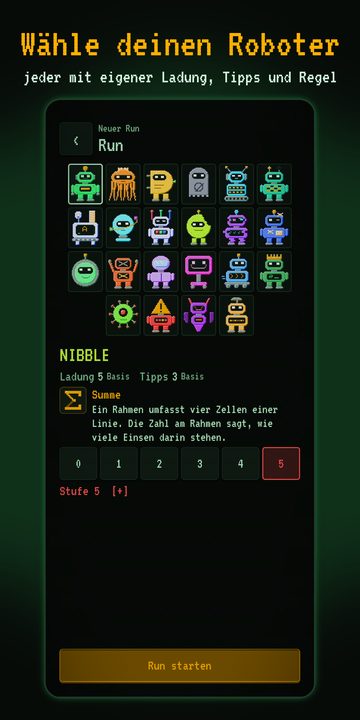 Wähle deinen Roboter
jeder mit eigener Ladung, Tipps und Regel
Neuer Run
Run
NIBBLE
Ladung 5 Basis Tipps 3 Basis
Σ Summe
Ein Rahmen umfasst vier Zellen einer
Linie. Die Zahl am Rahmen sagt, wie
viele Einsen darin stehen.
0 1 2 3 4 5
Stufe 5 [+]
Run starten